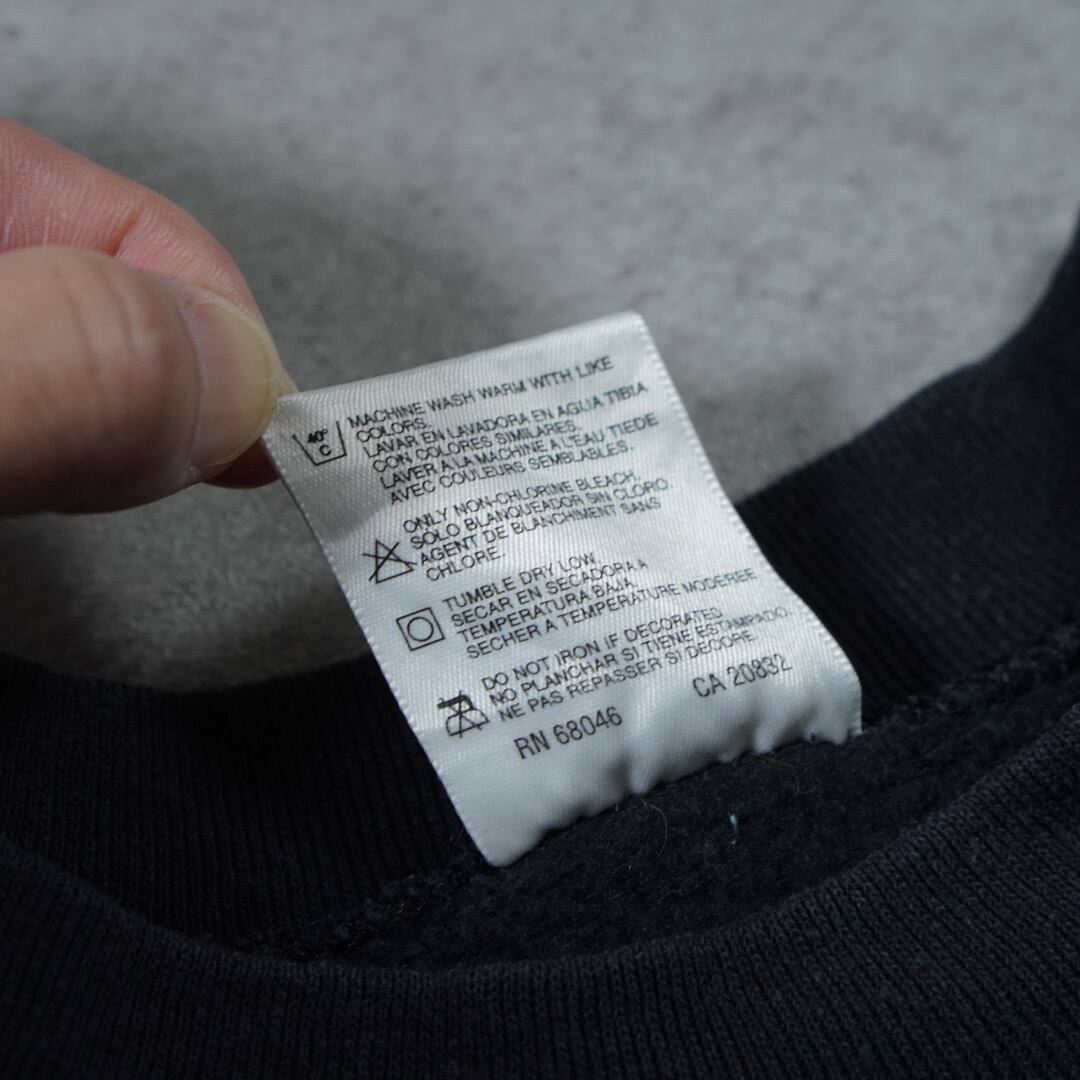 40°
C
MACHINE WASH WARM WITH LIKE
COLORS.
LAVAR EN LAVADORA EN AGUA TIBIA
CON COLORES SIMILARES.
LAVER A LA MACHINE A L'EAU TIEDE
AVEC COULEURS SEMBLABLES.
ONLY NON-CHLORINE BLEACH.
SOLO BLANQUEADOR SIN CLORO.
AGENT DE BLANCHIMENT SANS
CHLORE.
TUMBLE DRY LOW.
SECAR EN SECADORA A
TEMPERATURA BAJA.
SECHER A TEMPERATURE MODEREE
DO NOT IRON IF DECORATED
NO PLANCHAR SI TIENE ESTAMPADO.
NE PAS REPASSER SI DECORE.
RN 68046 CA 20832